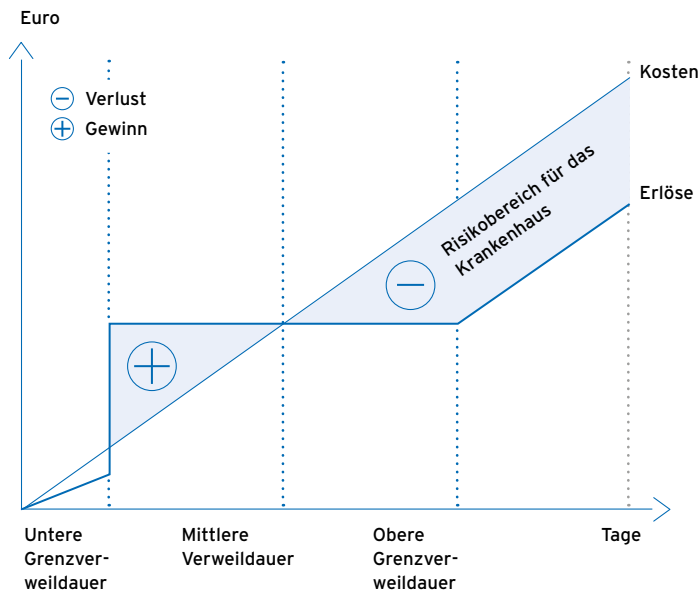 Euro
Verlust
Gewinn
Kosten
Erlöse
Risikobereich für das
Krankenhaus
Untere
Grenzver-
weildauer
Mittlere
Verweildauer
Obere
Grenzver-
weildauer
Tage